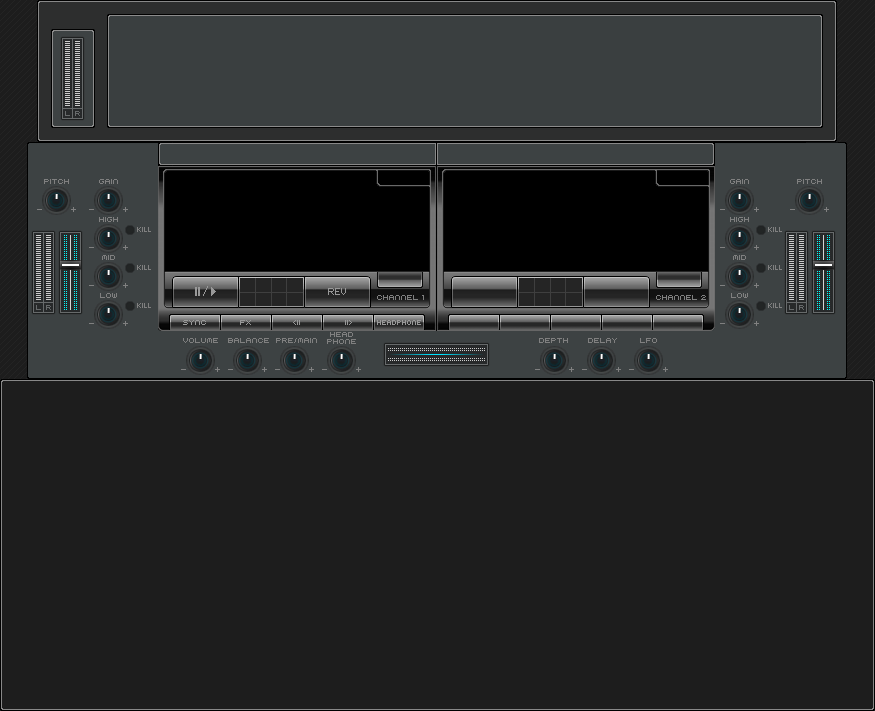 L R
PITCH GAIN
HIGH
KILL
MID
KILL
LOW
KILL
L R
II/▶ REV
CHANNEL 1
SYNC FX <II II> HEADPHONE
CHANNEL 2
GAIN PITCH
HIGH
KILL
MID
KILL
LOW
KILL
L R
VOLUME BALANCE PRE/MAIN HEAD
PHONE
DEPTH DELAY LFO